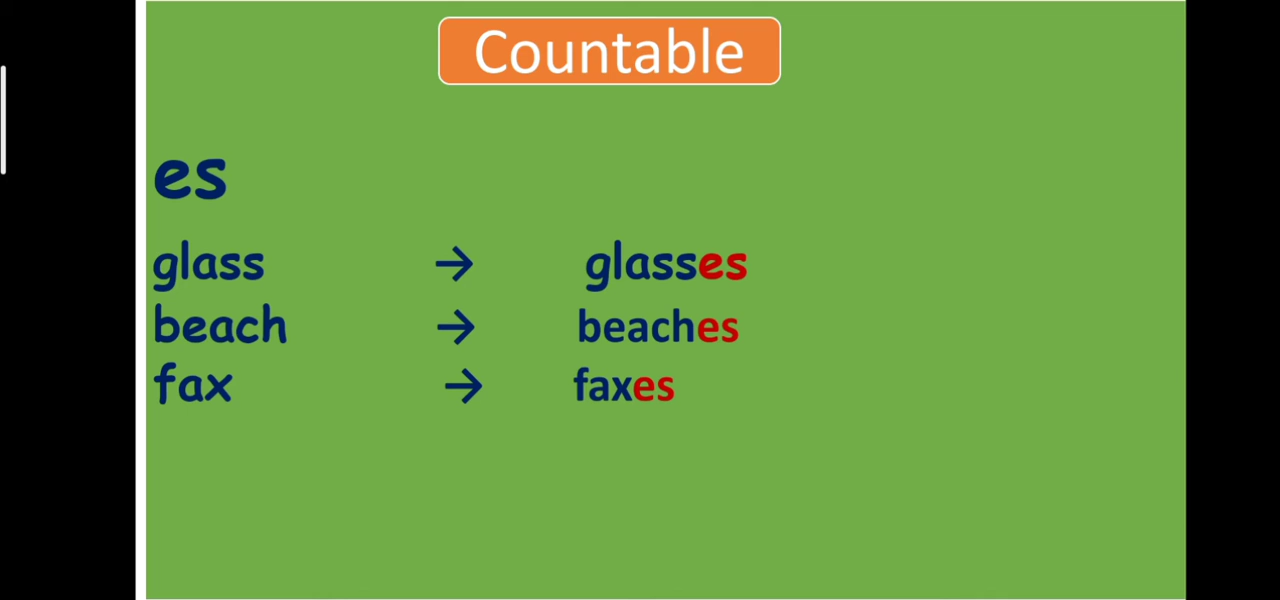 Countable
es
glass → glasses
beach → beaches
fax → faxes